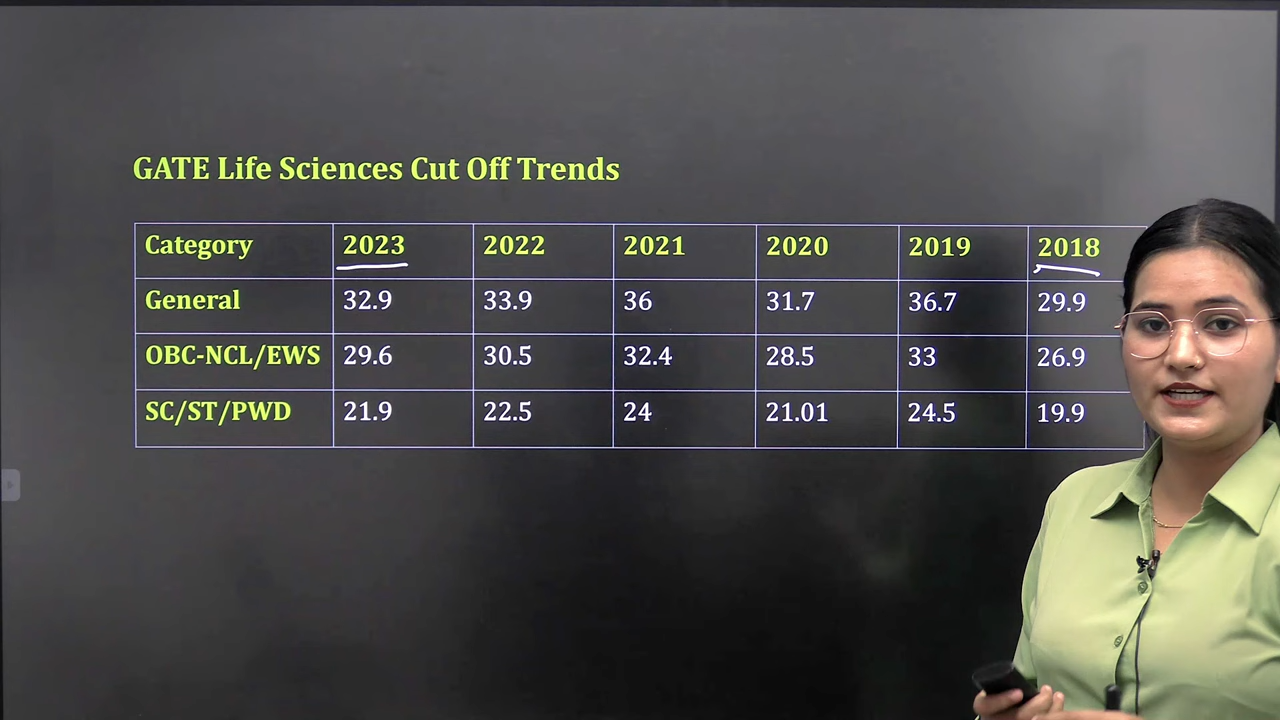 GATE Life Sciences Cut Off Trends
Category 2023 2022 2021 2020 2019 2018
General 32.9 33.9 36 31.7 36.7 29.9
OBC-NCL/EWS 29.6 30.5 32.4 28.5 33 26.9
SC/ST/PWD 21.9 22.5 24 21.01 24.5 19.9